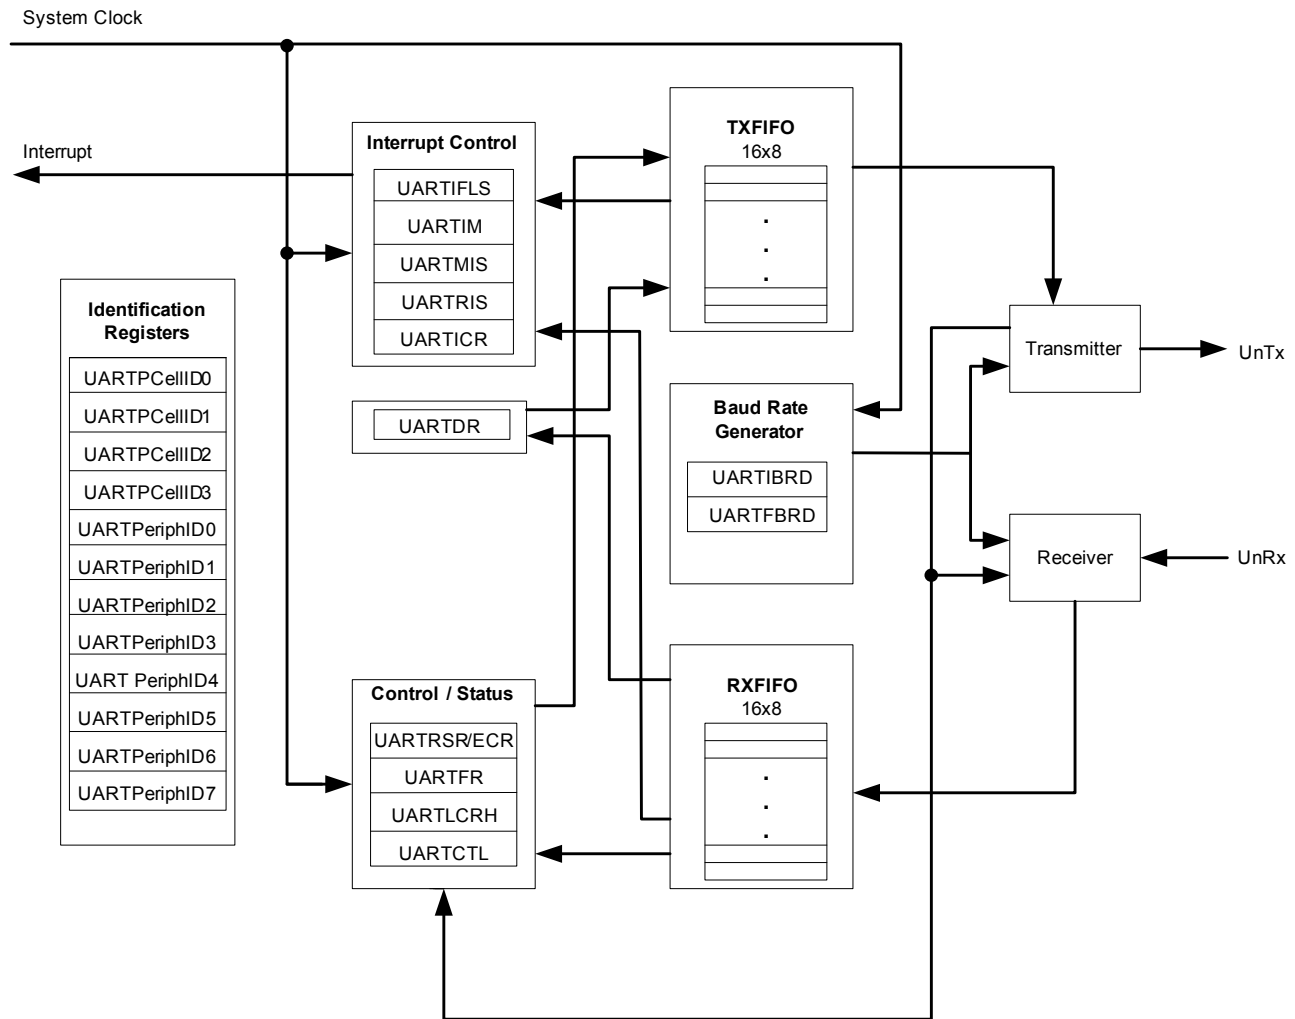 System Clock
Interrupt
Identification
Registers
UARTPCellID0
UARTPCellID1
UARTPCellID2
UARTPCellID3
UARTPeriphID0
UARTPeriphID1
UARTPeriphID2
UARTPeriphID3
UART PeriphID4
UARTPeriphID5
UARTPeriphID6
UARTPeriphID7
Interrupt Control
UARTIFLS
UARTIM
UARTMIS
UARTRIS
UARTICR
UARTDR
Control / Status
UARTRSR/ECR
UARTFR
UARTLCRH
UARTCTL
TXFIFO
16x8
.
.
.
Baud Rate
Generator
UARTIBRD
UARTFBRD
RXFIFO
16x8
.
.
.
Transmitter
UnTx
Receiver
UnRx